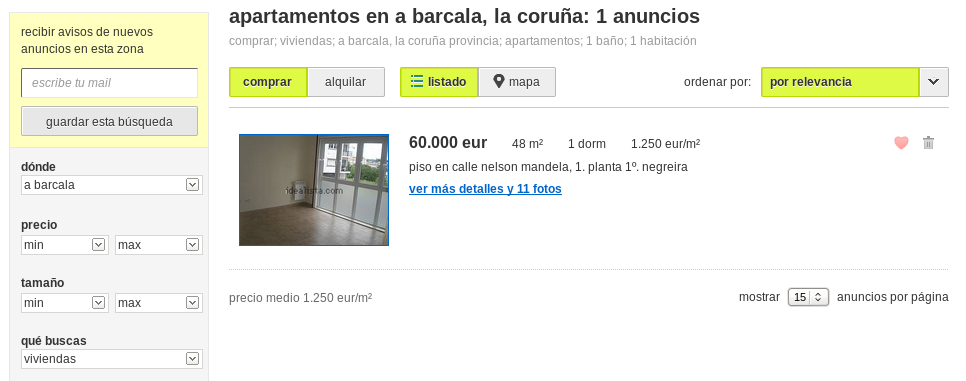 recibir avisos de nuevos
anuncios en esta zona
escribe tu mail
guardar esta búsqueda
dónde
a barcala
precio
min
max
tamaño
min
max
qué buscas
viviendas
apartamentos en a barcala, la coruña: 1 anuncios
comprar; viviendas; a barcala, la coruña provincia; apartamentos; 1 baño; 1 habitación
comprar
alquilar
listado
mapa
ordenar por:
por relevancia
idealista.com
60.000 eur 48 m² 1 dorm 1.250 eur/m²
piso en calle nelson mandela, 1. planta 1º. negreira
ver más detalles y 11 fotos
precio medio 1.250 eur/m²
mostrar 15 anuncios por página